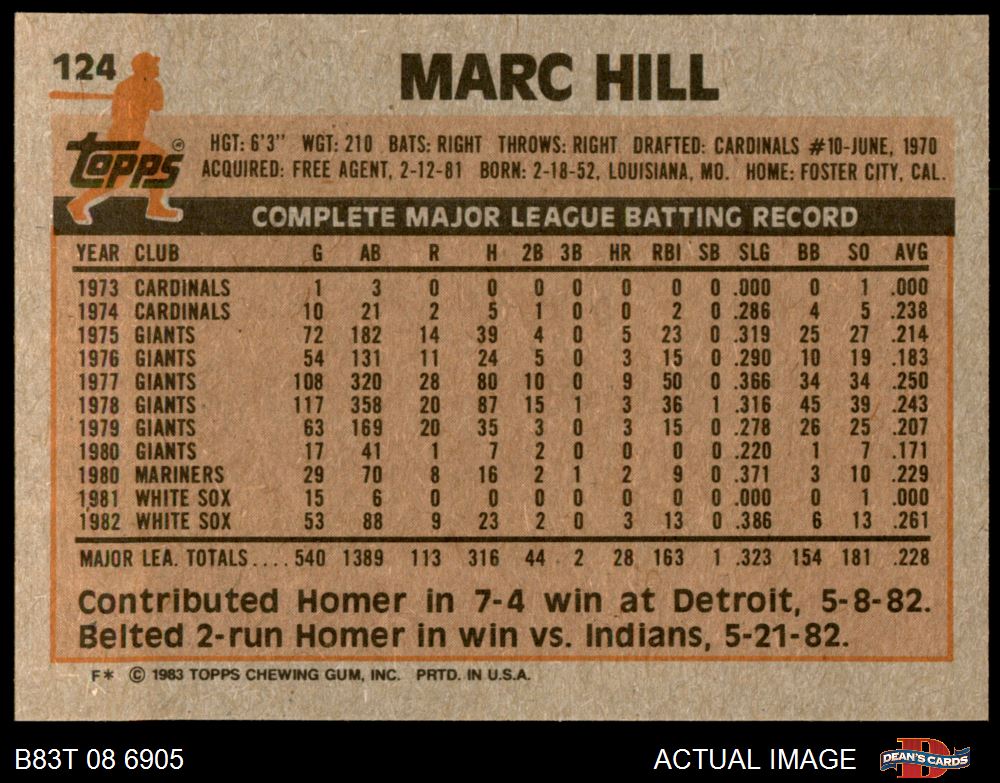 124
MARC HILL
topps ®
HGT: 6'3" WGT: 210 BATS: RIGHT THROWS: RIGHT DRAFTED: CARDINALS #10-JUNE, 1970
ACQUIRED: FREE AGENT, 2-12-81 BORN: 2-18-52, LOUISIANA, MO. HOME: FOSTER CITY, CAL.
COMPLETE MAJOR LEAGUE BATTING RECORD
YEAR CLUB G AB R H 2B 3B HR RBI SB SLG BB SO AVG
1973 CARDINALS 1 3 0 0 0 0 0 0 0 .000 0 1 .000
1974 CARDINALS 10 21 2 5 1 0 0 2 0 .286 4 5 .238
1975 GIANTS 72 182 14 39 4 0 5 23 0 .319 25 27 .214
1976 GIANTS 54 131 11 24 5 0 3 15 0 .290 10 19 .183
1977 GIANTS 108 320 28 80 10 0 9 50 0 .366 34 34 .250
1978 GIANTS 117 358 20 87 15 1 3 36 1 .316 45 39 .243
1979 GIANTS 63 169 20 35 3 0 3 15 0 .278 26 25 .207
1980 GIANTS 17 41 1 7 2 0 0 0 0 .220 1 7 .171
1980 MARINERS 29 70 8 16 2 1 2 9 0 .371 3 10 .229
1981 WHITE SOX 15 6 0 0 0 0 0 0 0 .000 0 1 .000
1982 WHITE SOX 53 88 9 23 2 0 3 13 0 .386 6 13 .261
MAJOR LEA. TOTALS.... 540 1389 113 316 44 2 28 163 1 .323 154 181 .228
Contributed Homer in 7-4 win at Detroit, 5-8-82.
Belted 2-run Homer in win vs. Indians, 5-21-82.
F* © 1983 TOPPS CHEWING GUM, INC. PRTD. IN U.S.A.
B83T 08 6905
ACTUAL IMAGE
D
DEAN'S CARDS